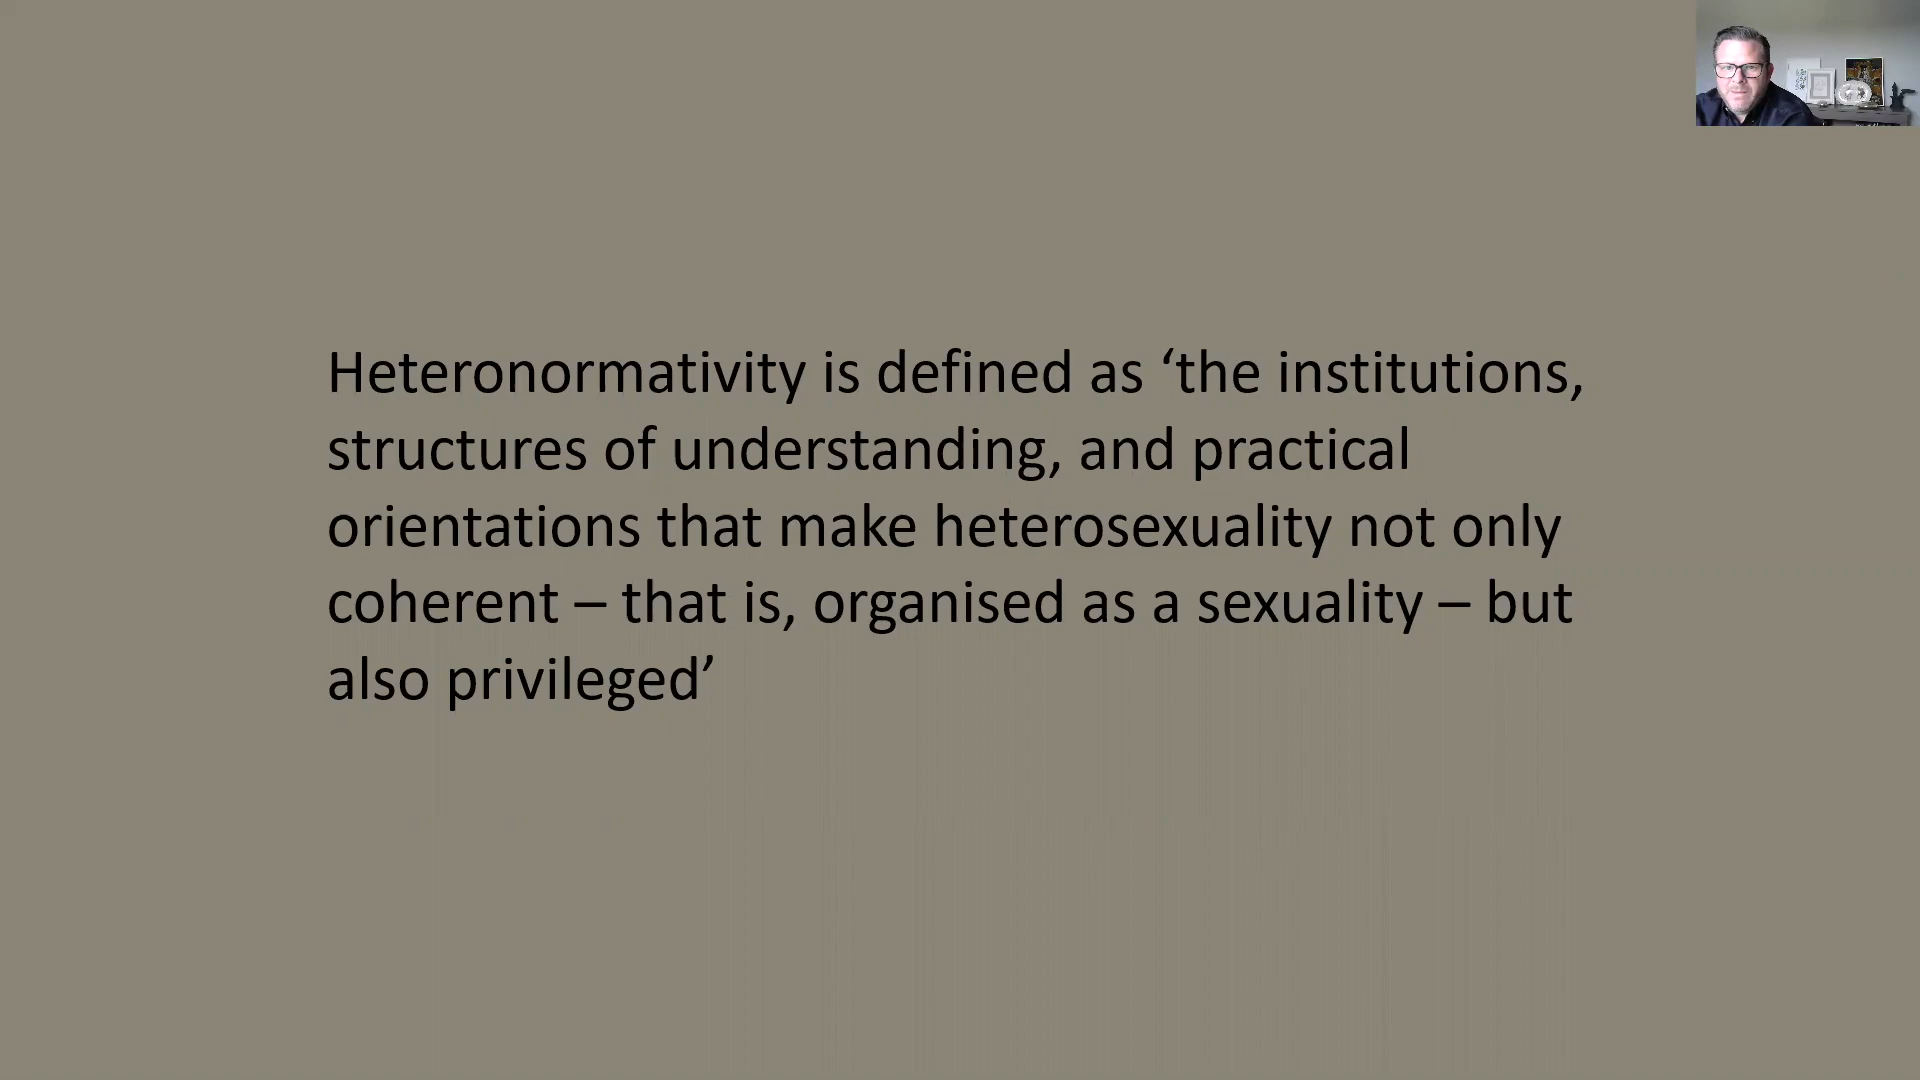 Heteronormativity is defined as ‘the institutions,
structures of understanding, and practical
orientations that make heterosexuality not only
coherent – that is, organised as a sexuality – but
also privileged’